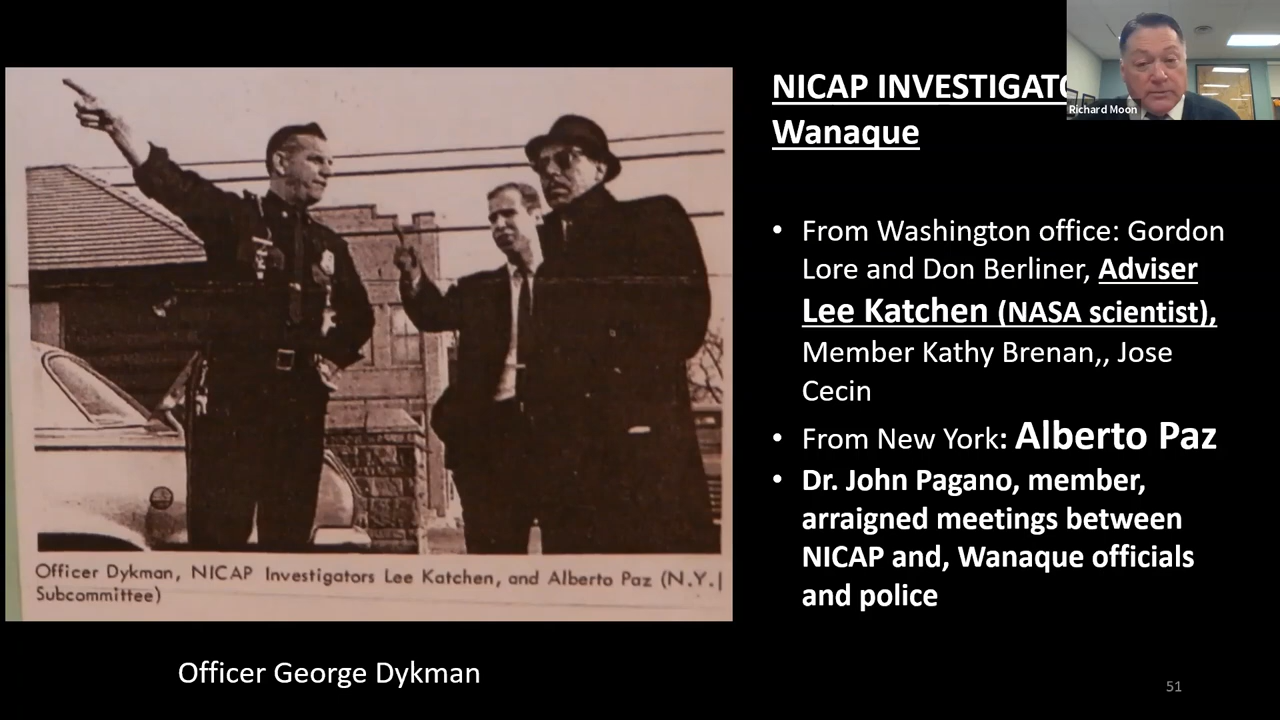 NICAP INVESTIGATO
Wanaque
Richard Moon
• From Washington office: Gordon
Lore and Don Berliner, Adviser
Lee Katchen (NASA scientist),
Member Kathy Brenan,, Jose
Cecin
• From New York: Alberto Paz
• Dr. John Pagano, member,
arraigned meetings between
NICAP and, Wanaque officials
and police
Officer Dykman, NICAP Investigators Lee Katchen, and Alberto Paz (N.Y.
Subcommittee)
Officer George Dykman
51